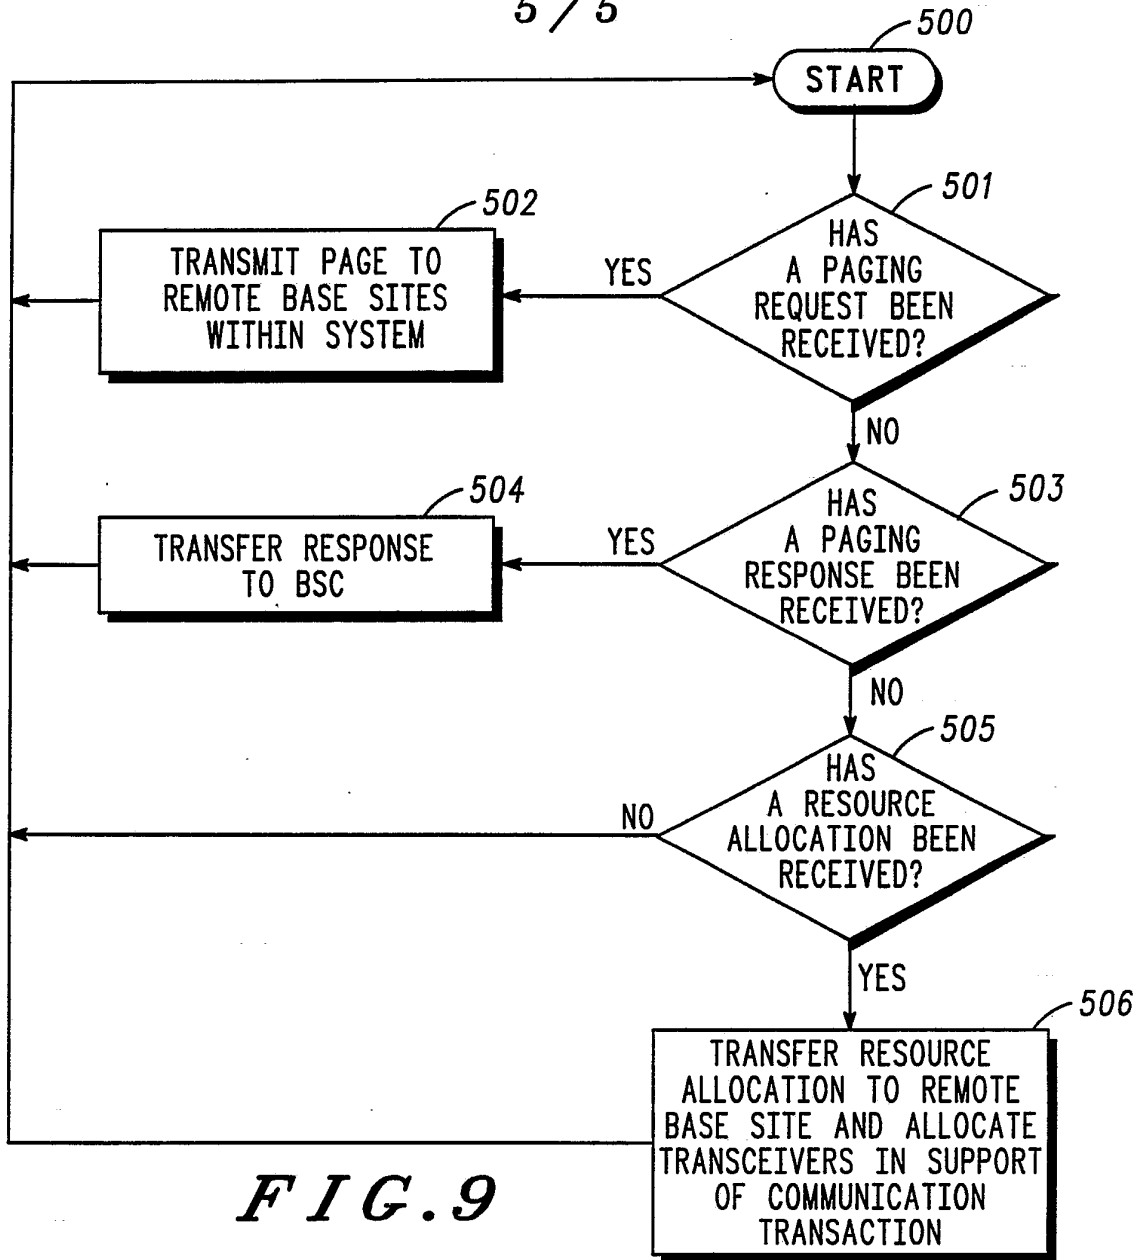 5/5
500
START
501
HAS
A PAGING
REQUEST BEEN
RECEIVED?
YES
502
TRANSMIT PAGE TO
REMOTE BASE SITES
WITHIN SYSTEM
NO
503
HAS
A PAGING
RESPONSE BEEN
RECEIVED?
YES
504
TRANSFER RESPONSE
TO BSC
NO
505
HAS
A RESOURCE
ALLOCATION BEEN
RECEIVED?
NO
YES
506
TRANSFER RESOURCE
ALLOCATION TO REMOTE
BASE SITE AND ALLOCATE
TRANSCEIVERS IN SUPPORT
OF COMMUNICATION
TRANSACTION
FIG.9